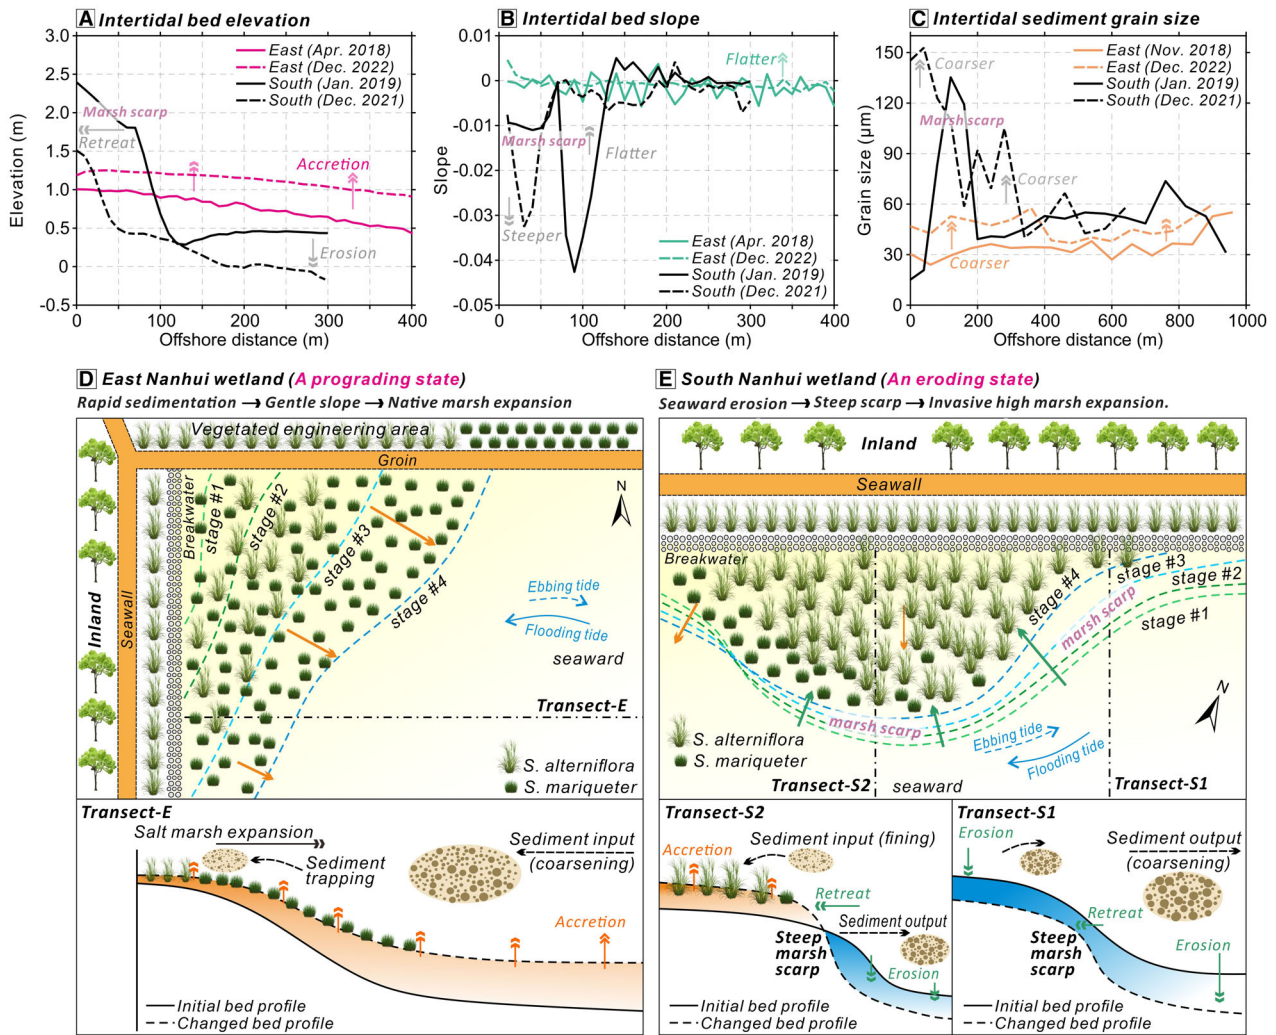 A Intertidal bed elevation
3.0
2.5
2.0
1.5
1.0
0.5
0
-0.5
Elevation (m)
East (Apr. 2018)
East (Dec. 2022)
South (Jan. 2019)
South (Dec. 2021)
Marsh scarp
Retreat
Accretion
Erosion
0 100 200 300 400
Offshore distance (m)
B Intertidal bed slope
0.01
0
-0.01
-0.02
-0.03
-0.04
-0.05
Slope
Flatter
Marsh scarp
Flatter
Steeper
East (Apr. 2018)
East (Dec. 2022)
South (Jan. 2019)
South (Dec. 2021)
0 100 200 300 400
Offshore distance (m)
C Intertidal sediment grain size
150
120
90
60
30
0
Grain size (μm)
East (Nov. 2018)
East (Dec. 2022)
South (Jan. 2019)
South (Dec. 2021)
Coarser
Marsh scarp
Coarser
Coarser
0 200 400 600 800 1000
Offshore distance (m)
D East Nanhui wetland (A prograding state)
Rapid sedimentation → Gentle slope → Native marsh expansion
Vegetated engineering area
Groin
Inland
Seawall
Breakwater
stage #1
stage #2
stage #3
stage #4
N
Ebbing tide
Flooding tide
seaward
Transect-E
S. alterniflora
S. mariqueter
Transect-E
Salt marsh expansion
Sediment
trapping
Sediment input
(coarsening)
Accretion
Initial bed profile
Changed bed profile
E South Nanhui wetland (An eroding state)
Seaward erosion → Steep scarp → Invasive high marsh expansion.
Inland
Seawall
Breakwater
stage #4
stage #3
stage #2
stage #1
marsh scarp
marsh scarp
N
Ebbing tide
Flooding tide
S. alterniflora
S. mariqueter
Transect-S2
seaward
Transect-S1
Transect-S2
Accretion
Sediment input (fining)
Retreat
Sediment output
Steep
marsh
scarp
Erosion
Initial bed profile
Changed bed profile
Transect-S1
Erosion
Sediment output
(coarsening)
Retreat
Steep
marsh
scarp
Erosion
Initial bed profile
Changed bed profile